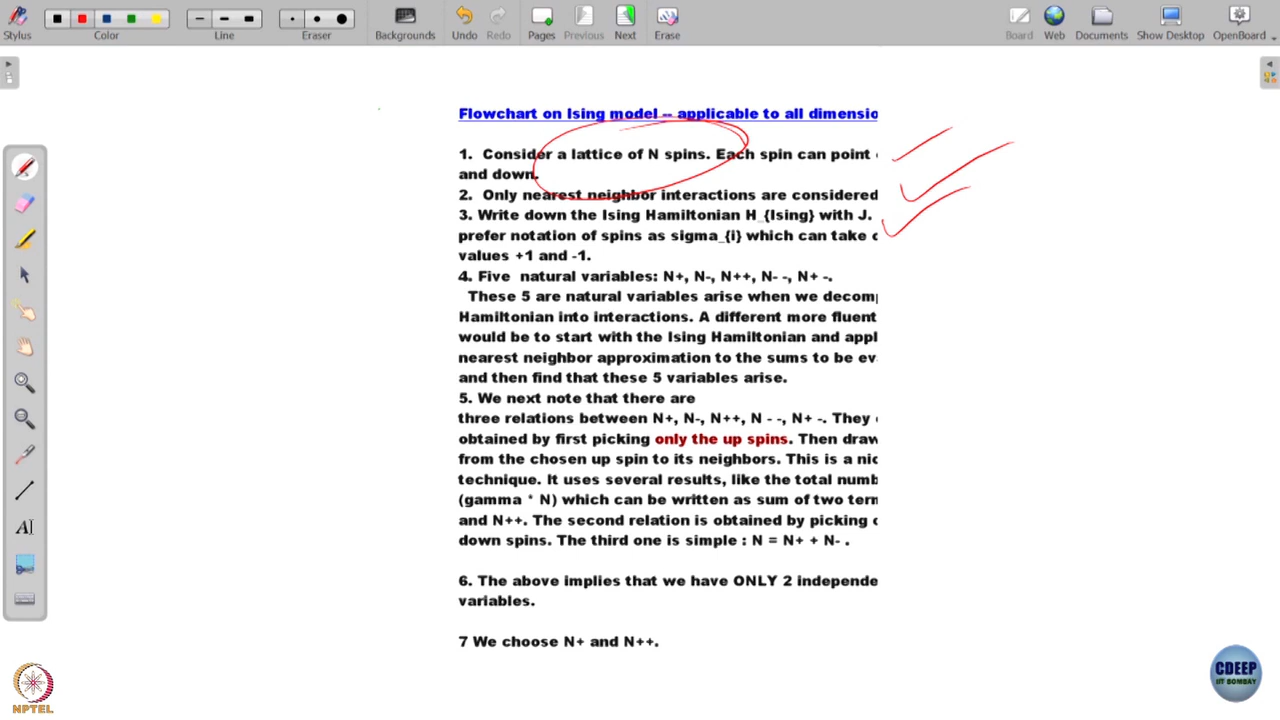 Stylus
Color
Line
Eraser
Backgrounds
Undo
Redo
Pages
Previous
Next
Erase
Board
Web
Documents
Show Desktop
OpenBoard
Flowchart on Ising model -- applicable to all dimensio
1. Consider a lattice of N spins. Each spin can point
and down.
2. Only nearest neighbor interactions are considered
3. Write down the Ising Hamiltonian H_{Ising} with J.
prefer notation of spins as sigma_{i} which can take
values +1 and -1.
4. Five natural variables: N+, N-, N++, N- -, N+ -.
These 5 are natural variables arise when we decom
Hamiltonian into interactions. A different more fluent
would be to start with the Ising Hamiltonian and appl
nearest neighbor approximation to the sums to be ev
and then find that these 5 variables arise.
5. We next note that there are
three relations between N+, N-, N++, N - -, N+ -. They
obtained by first picking only the up spins. Then draw
from the chosen up spin to its neighbors. This is a nic
technique. It uses several results, like the total numb
(gamma * N) which can be written as sum of two tern
and N++. The second relation is obtained by picking
down spins. The third one is simple : N = N+ + N- .
6. The above implies that we have ONLY 2 independe
variables.
7 We choose N+ and N++.
AI
NPTEL
CDEEP
IIT BOMBAY